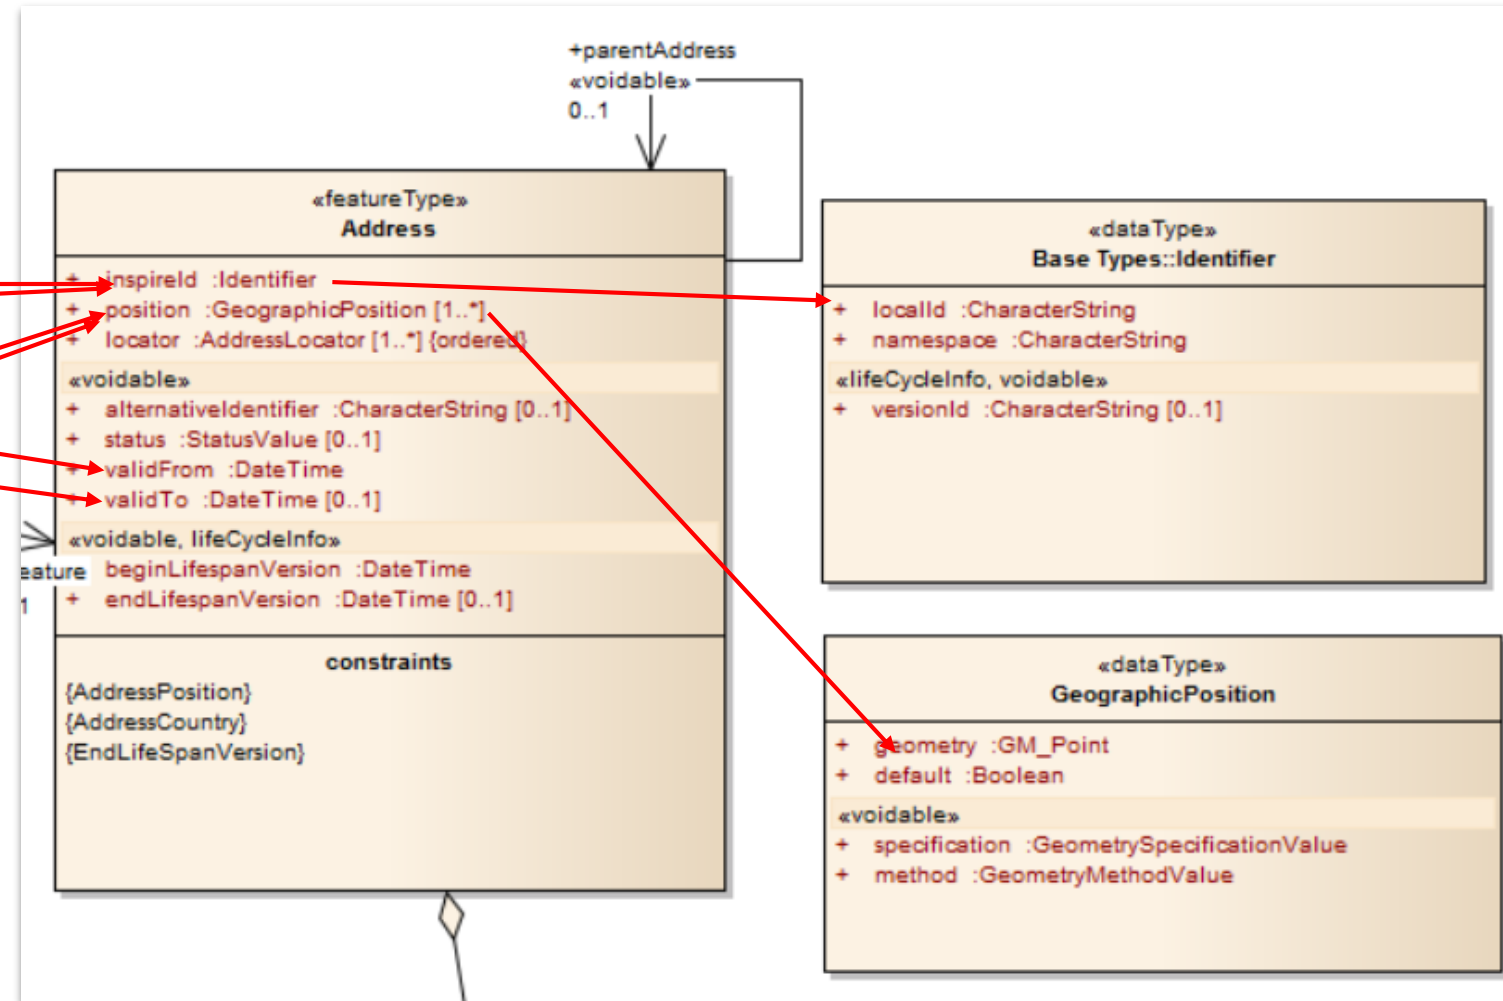 +parentAddress
«voidable»
0..1
«featureType»
Address
+ inspireId :Identifier
+ position :GeographicPosition [1..*]
+ locator :AddressLocator [1..*] {ordered}
«voidable»
+ alternativeIdentifier :CharacterString [0..1]
+ status :StatusValue [0..1]
+ validFrom :DateTime
+ validTo :DateTime [0..1]
«voidable, lifeCycleInfo»
eature
beginLifespanVersion :DateTime
1
+ endLifespanVersion :DateTime [0..1]
constraints
{AddressPosition}
{AddressCountry}
{EndLifeSpanVersion}
«dataType»
Base Types::Identifier
+ localId :CharacterString
+ namespace :CharacterString
«lifeCycleInfo, voidable»
+ versionId :CharacterString [0..1]
«dataType»
GeographicPosition
+ geometry :GM_Point
+ default :Boolean
«voidable»
+ specification :GeometrySpecificationValue
+ method :GeometryMethodValue